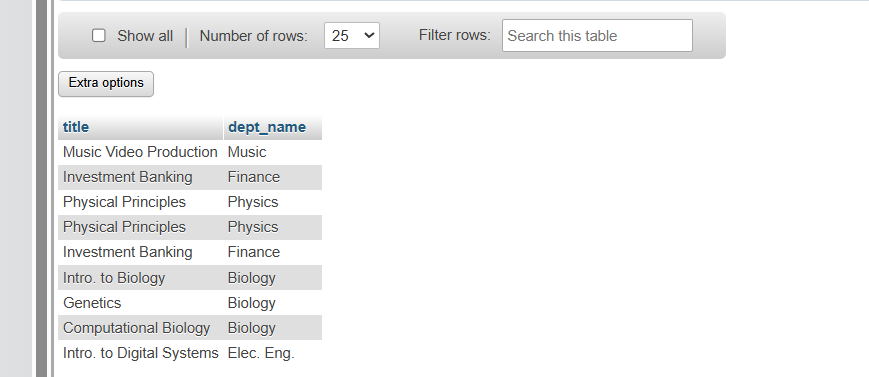 Show all | Number of rows: 25 Filter rows: Search this table
Extra options
title dept_name
Music Video Production Music
Investment Banking Finance
Physical Principles Physics
Physical Principles Physics
Investment Banking Finance
Intro. to Biology Biology
Genetics Biology
Computational Biology Biology
Intro. to Digital Systems Elec. Eng.